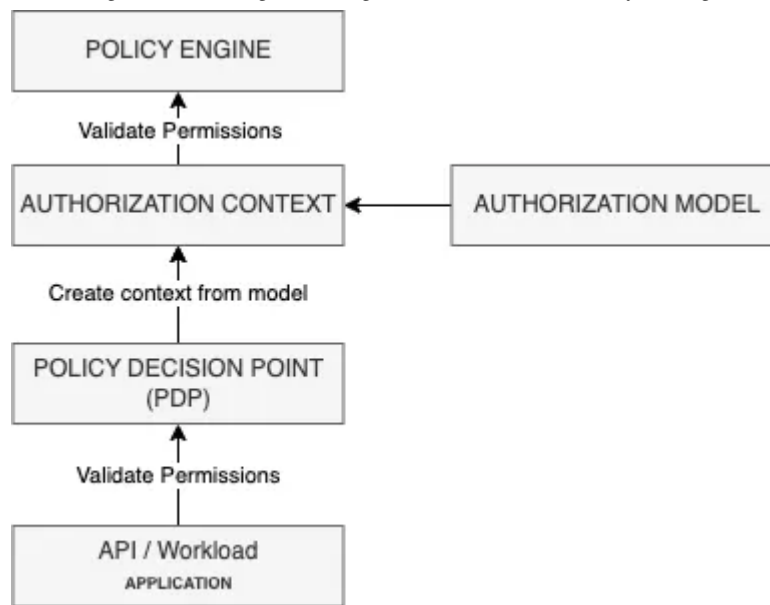 POLICY ENGINE
Validate Permissions
AUTHORIZATION CONTEXT
AUTHORIZATION MODEL
Create context from model
POLICY DECISION POINT
(PDP)
Validate Permissions
API / Workload
APPLICATION